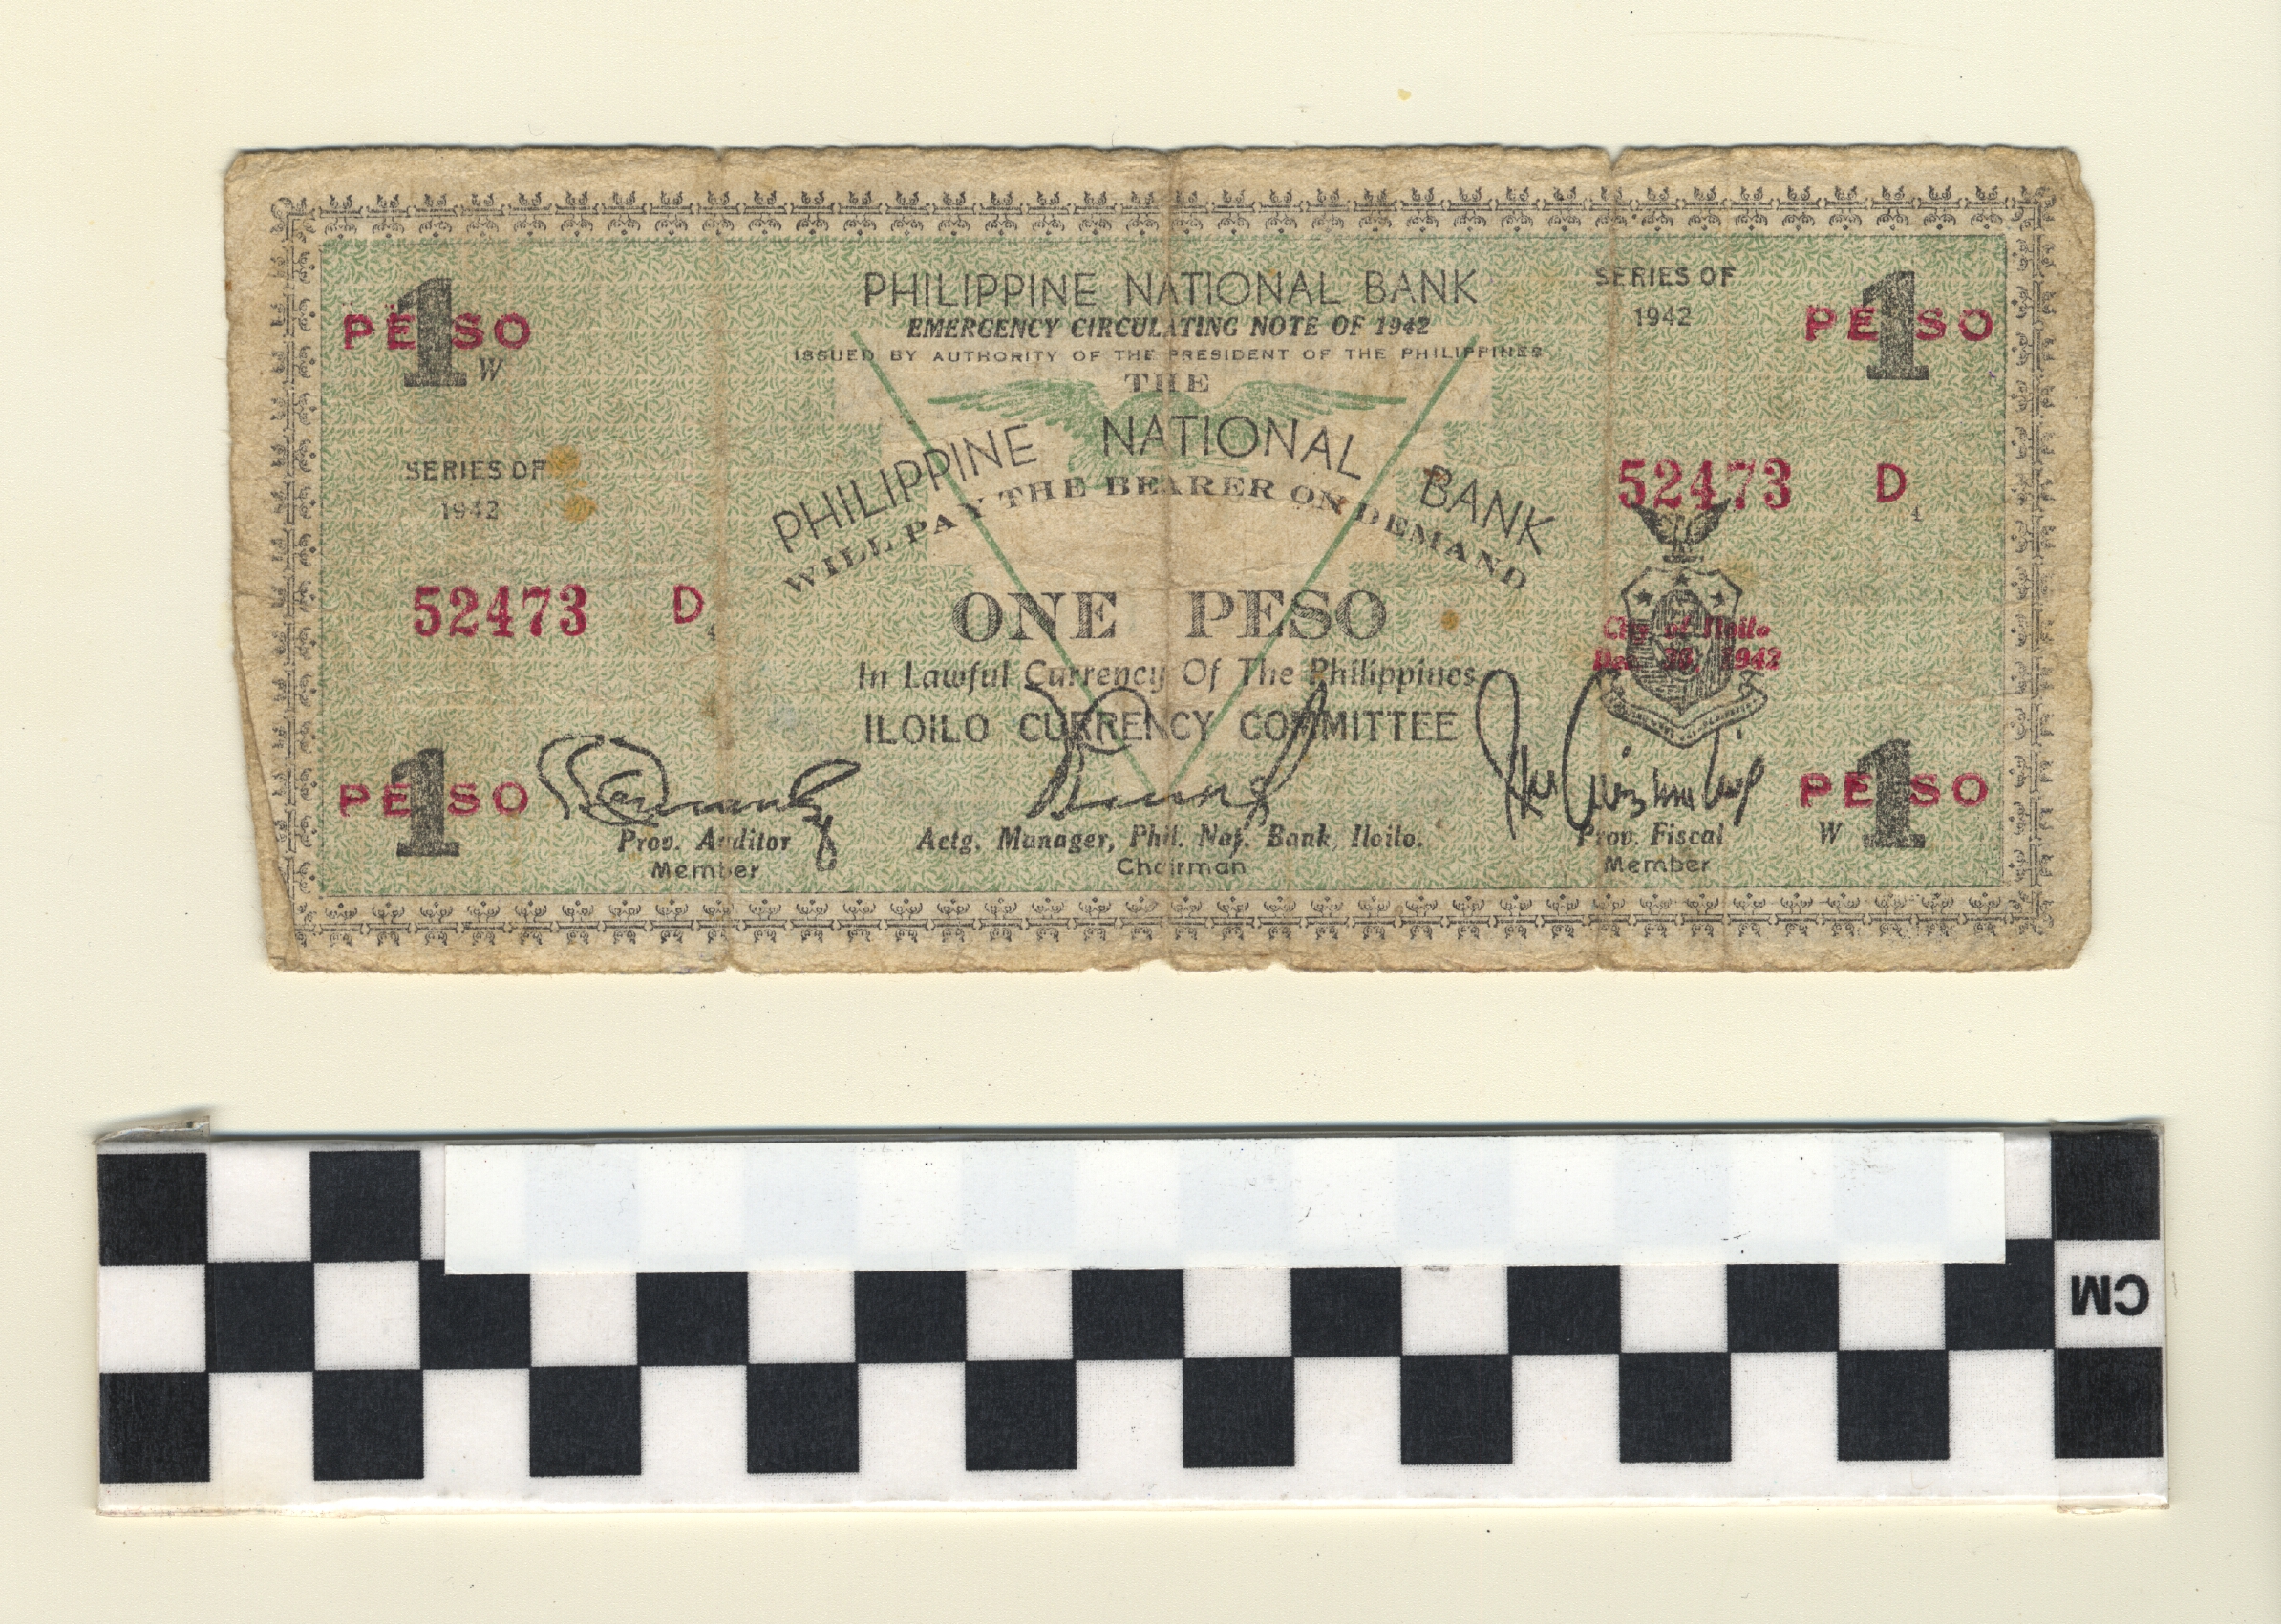 PHILIPPINE NATIONAL BANK
EMERGENCY CIRCULATING NOTE OF 1942
ISSUED BY AUTHORITY OF THE PRESIDENT OF THE PHILIPPINES
SERIES OF
1942
1
PESO
W
1
PESO
THE
PHILIPPINE NATIONAL BANK
WILL PAY THE BEARER ON DEMAND
SERIES OF
1942
52473 D
52473 D
ONE PESO
In Lawful Currency Of The Philippines
ILOILO CURRENCY COMMITTEE
City of Iloilo
1942
1
PESO
1
PESO
W
Prov. Auditor
Member
Actg. Manager, Phil. Nat. Bank, Iloilo.
Chairman
Prov. Fiscal
Member
CM